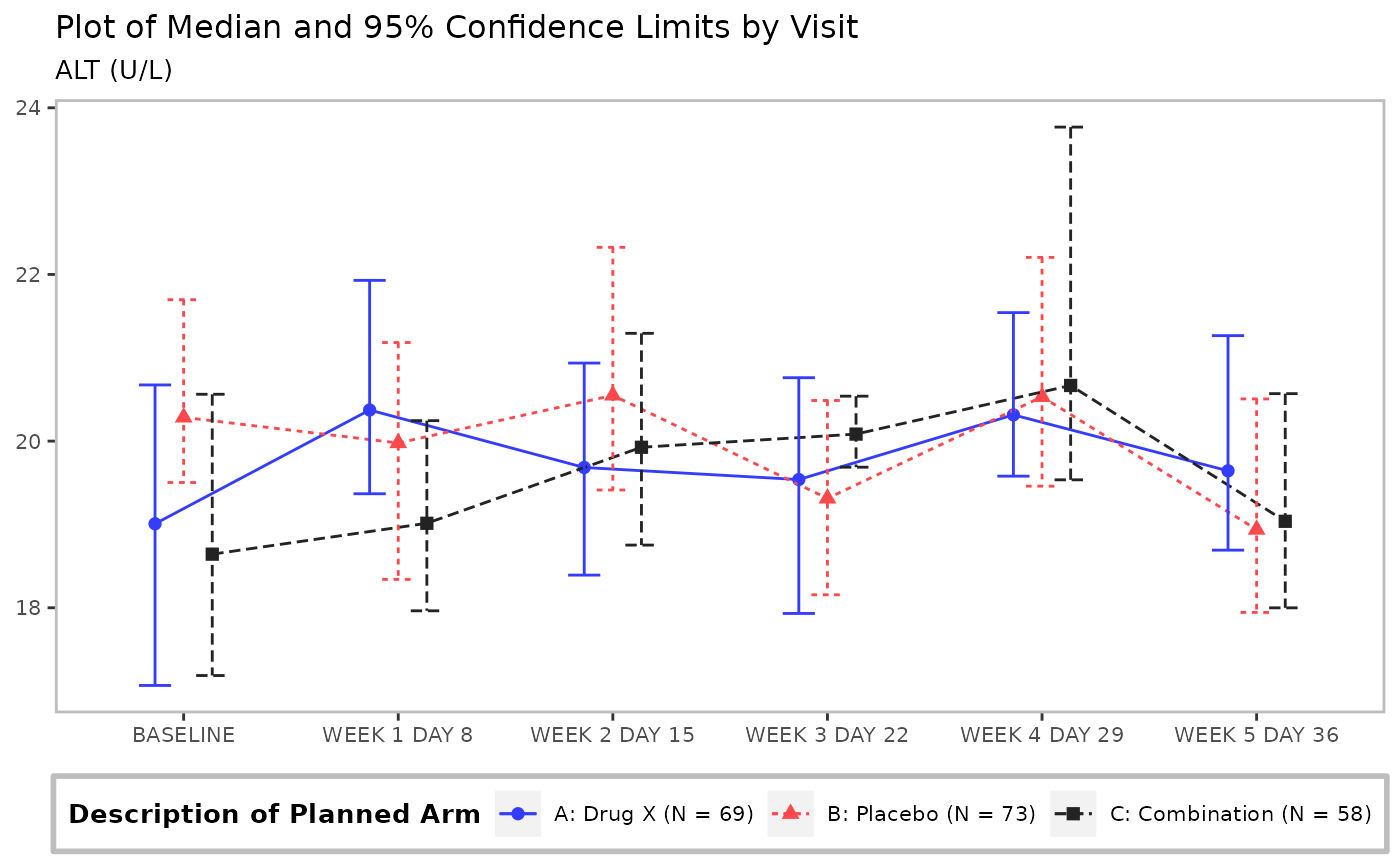 Plot of Median and 95% Confidence Limits by Visit
ALT (U/L)
24
22
20
18
BASELINE WEEK 1 DAY 8 WEEK 2 DAY 15 WEEK 3 DAY 22 WEEK 4 DAY 29 WEEK 5 DAY 36
Description of Planned Arm A: Drug X (N = 69) B: Placebo (N = 73) C: Combination (N = 58)